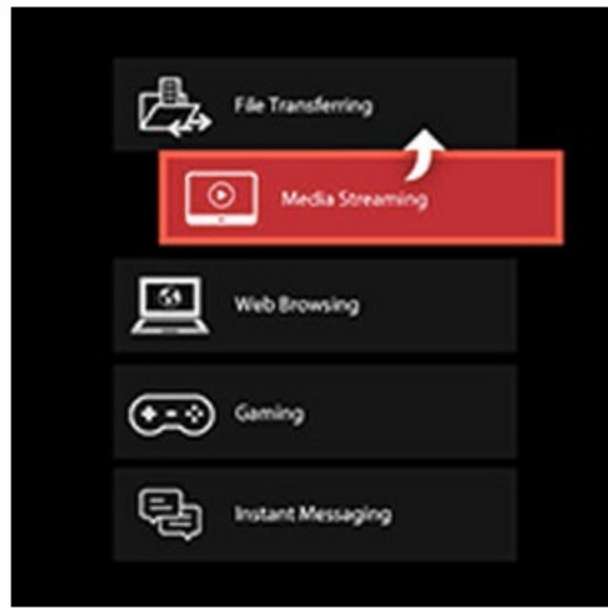 File Transferring
Media Streaming
Web Browsing
Gaming
Instant Messaging